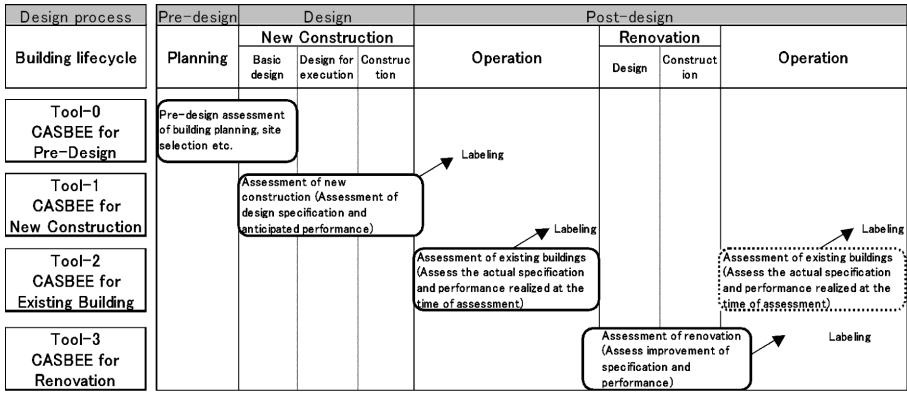 Design process
Pre-design
Design
Post-design
Building lifecycle
Planning
New Construction
Basic
design
Design for
execution
Construc
tion
Operation
Renovation
Design
Construct
ion
Operation
Tool-0
CASBEE for
Pre-Design
Pre-design assessment
of building planning, site
selection etc.
Tool-1
CASBEE for
New Construction
Assessment of new
construction (Assessment of
design specification and
anticipated performance)
Labeling
Tool-2
CASBEE for
Existing Building
Assessment of existing buildings
(Assess the actual specification
and performance realized at the
time of assessment)
Labeling
Assessment of existing buildings
(Assess the actual specification
and performance realized at the
time of assessment)
Labeling
Tool-3
CASBEE for
Renovation
Assessment of renovation
(Assess improvement of
specification and
performance)
Labeling